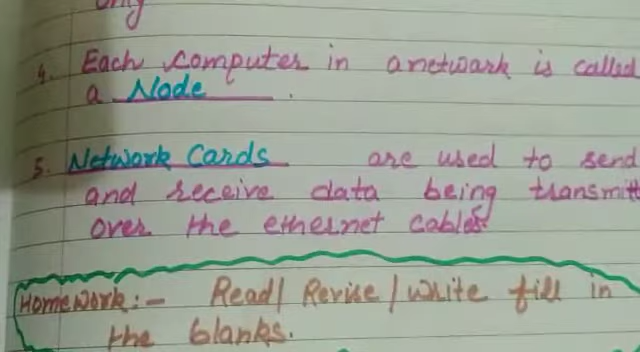 only
4. Each computer in a network is called
a Node .
5. Network Cards are used to send
and receive data being transmitt
over the ethernet cables.
Homework:- Read/ Revise/write fill in
the blanks.